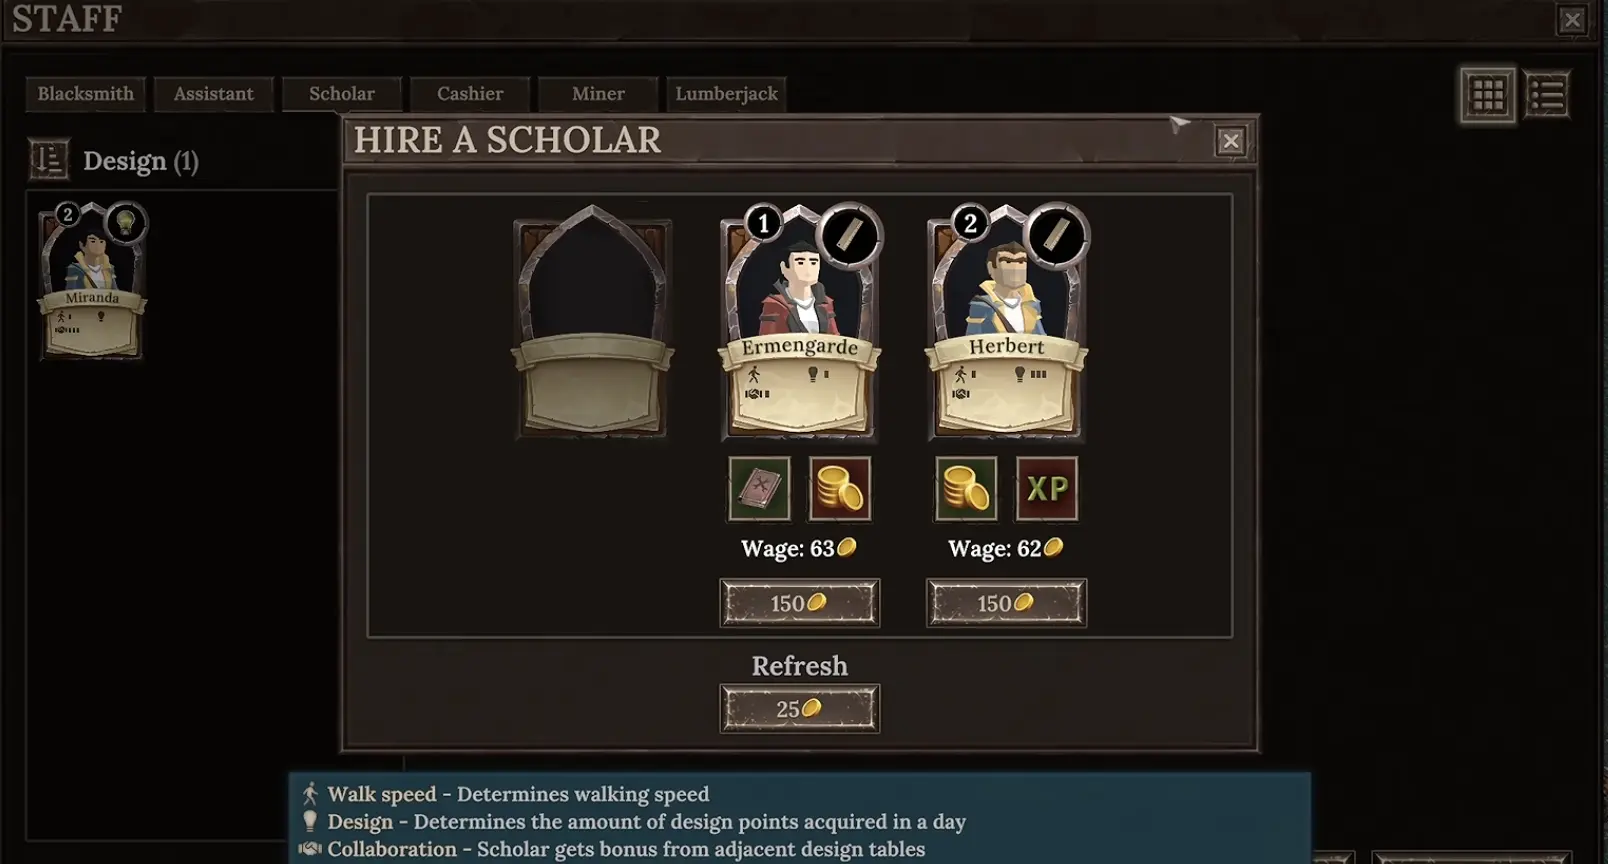 STAFF
Blacksmith
Assistant
Scholar
Cashier
Miner
Lumberjack
HIRE A SCHOLAR
Design (1)
2
Miranda
1
Ermengarde
2
Herbert
XP
Wage: 63
Wage: 62
150
150
Refresh
25
Walk speed - Determines walking speed
Design - Determines the amount of design points acquired in a day
Collaboration - Scholar gets bonus from adjacent design tables